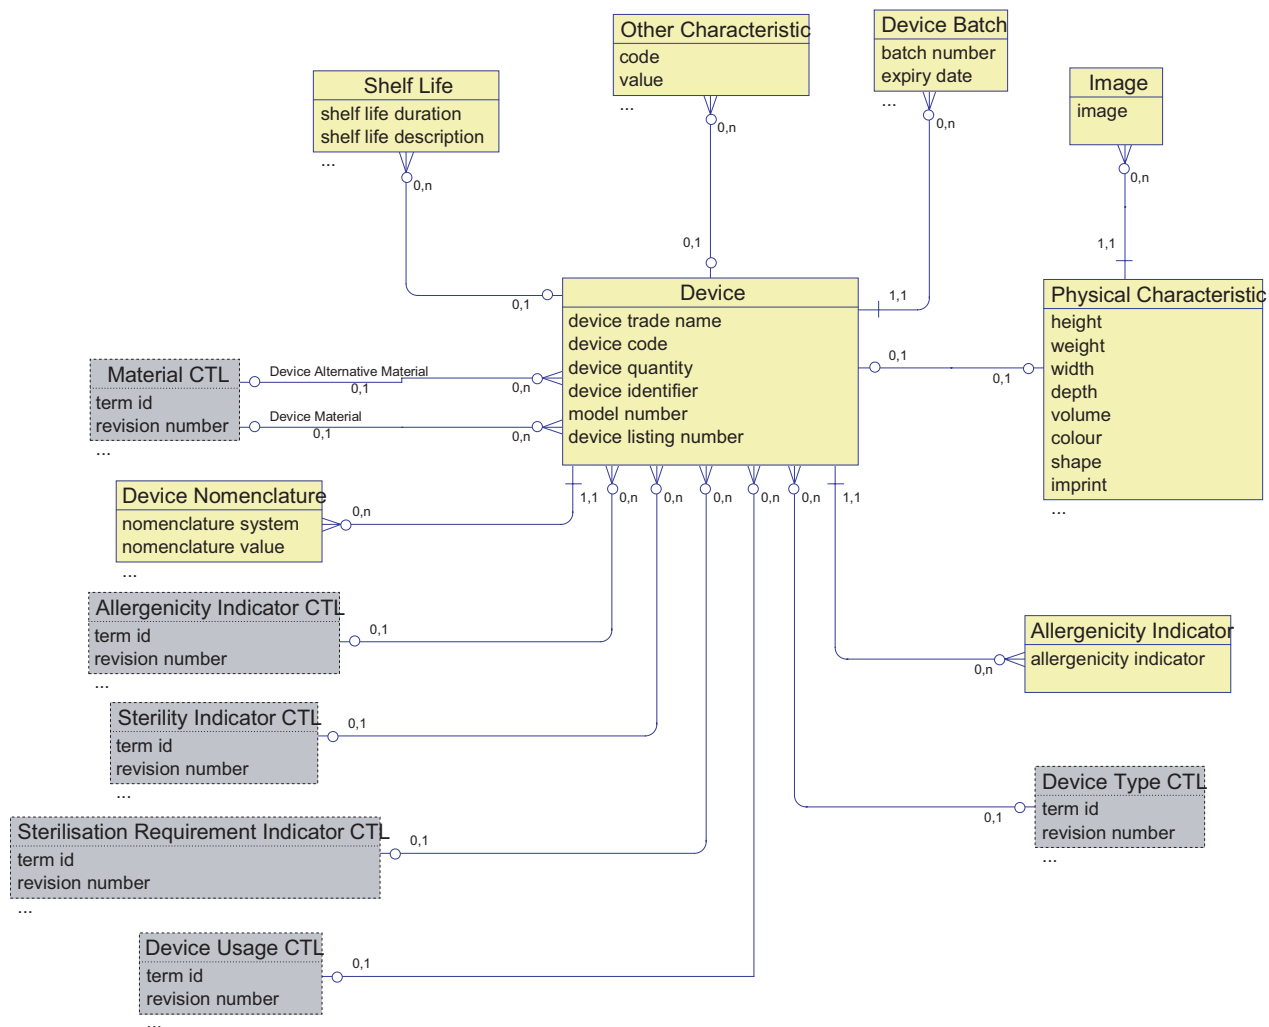 Other Characteristic
code
value
...
0,n
0,1
Device Batch
batch number
expiry date
...
0,n
1,1
Shelf Life
shelf life duration
shelf life description
...
0,n
0,1
Image
image
0,n
1,1
Physical Characteristic
height
weight
width
depth
volume
colour
shape
imprint
...
Device
device trade name
device code
device quantity
device identifier
model number
device listing number
0,1
0,1
Material CTL
term id
revision number
...
Device Alternative Material
0,1
0,n
Device Material
0,1
0,n
1,1
0,n
0,n
0,n
0,n
0,n
1,1
Device Nomenclature
nomenclature system
nomenclature value
...
0,n
Allergenicity Indicator CTL
term id
revision number
...
0,1
Allergenicity Indicator
allergenicity indicator
0,n
Sterility Indicator CTL
term id
revision number
...
0,1
Device Type CTL
term id
revision number
...
0,1
Sterilisation Requirement Indicator CTL
term id
revision number
...
0,1
Device Usage CTL
term id
revision number
...
0,1